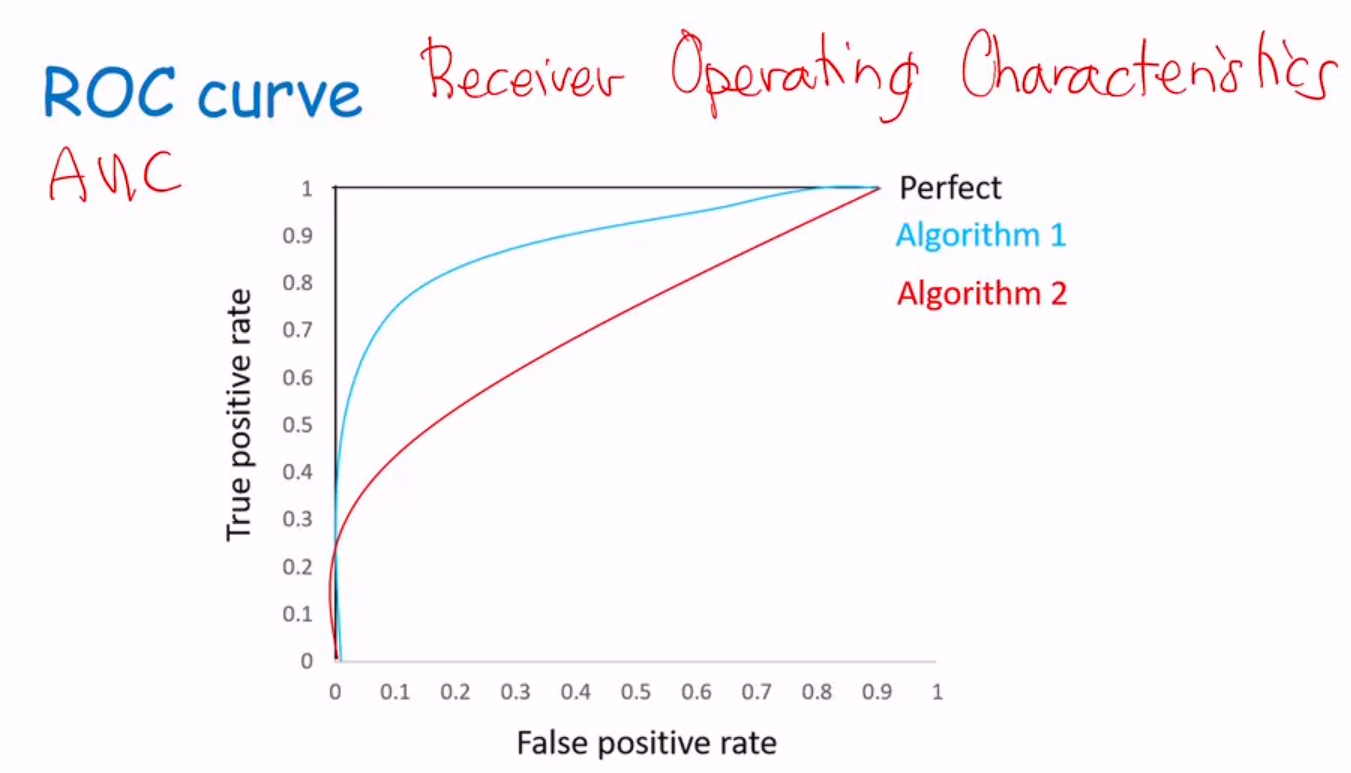 ROC curve Receiver Operating Characteristics
AUC
1 Perfect
0.9 Algorithm 1
0.8
Algorithm 2
0.7
0.6
0.5
0.4
0.3
0.2
0.1
0
True positive rate
0 0.1 0.2 0.3 0.4 0.5 0.6 0.7 0.8 0.9 1
False positive rate